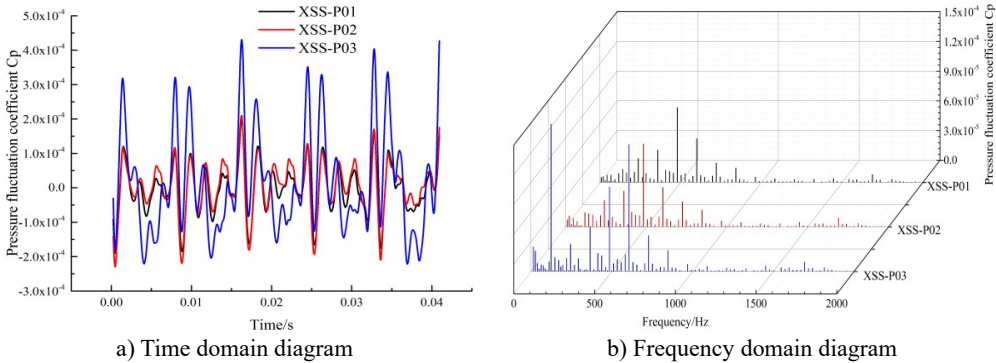 5.0x10⁻⁴
4.0x10⁻⁴
3.0x10⁻⁴
2.0x10⁻⁴
1.0x10⁻⁴
0.0
-1.0x10⁻⁴
-2.0x10⁻⁴
-3.0x10⁻⁴
Pressure fluctuation coefficient Cp
XSS-P01
XSS-P02
XSS-P03
0.00 0.01 0.02 0.03 0.04
Time/s
a) Time domain diagram
1.5x10⁻⁴
1.2x10⁻⁴
9.0x10⁻⁵
6.0x10⁻⁵
3.0x10⁻⁵
0.0
Pressure fluctuation coefficient Cp
XSS-P01
XSS-P02
XSS-P03
0 500 1000 1500 2000
Frequency/Hz
b) Frequency domain diagram